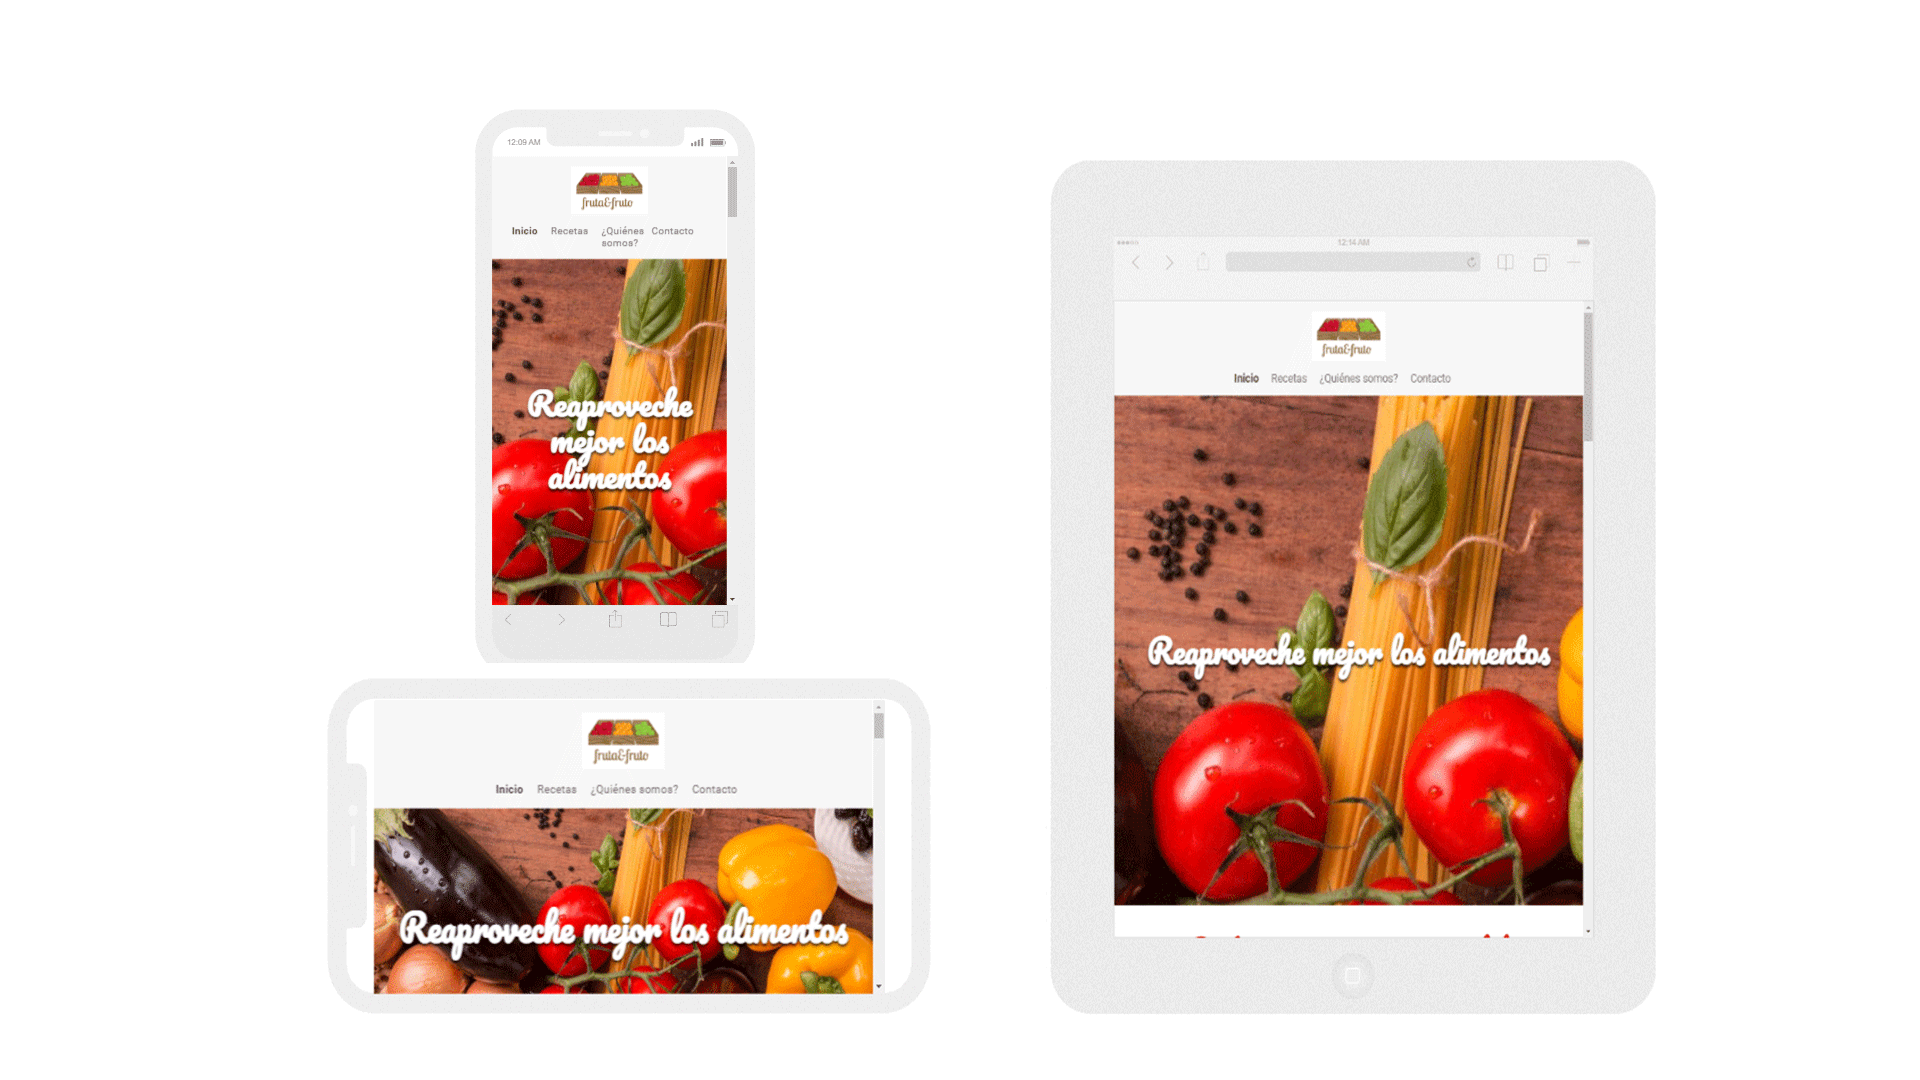 12:09 AM
fruta&fruto
Inicio Recetas ¿Quiénes somos? Contacto
Reaproveche
mejor los
alimentos
fruta&fruto
Inicio Recetas ¿Quiénes somos? Contacto
Reaproveche mejor los alimentos
12:14 AM
fruta&fruto
Inicio Recetas ¿Quiénes somos? Contacto
Reaproveche mejor los alimentos